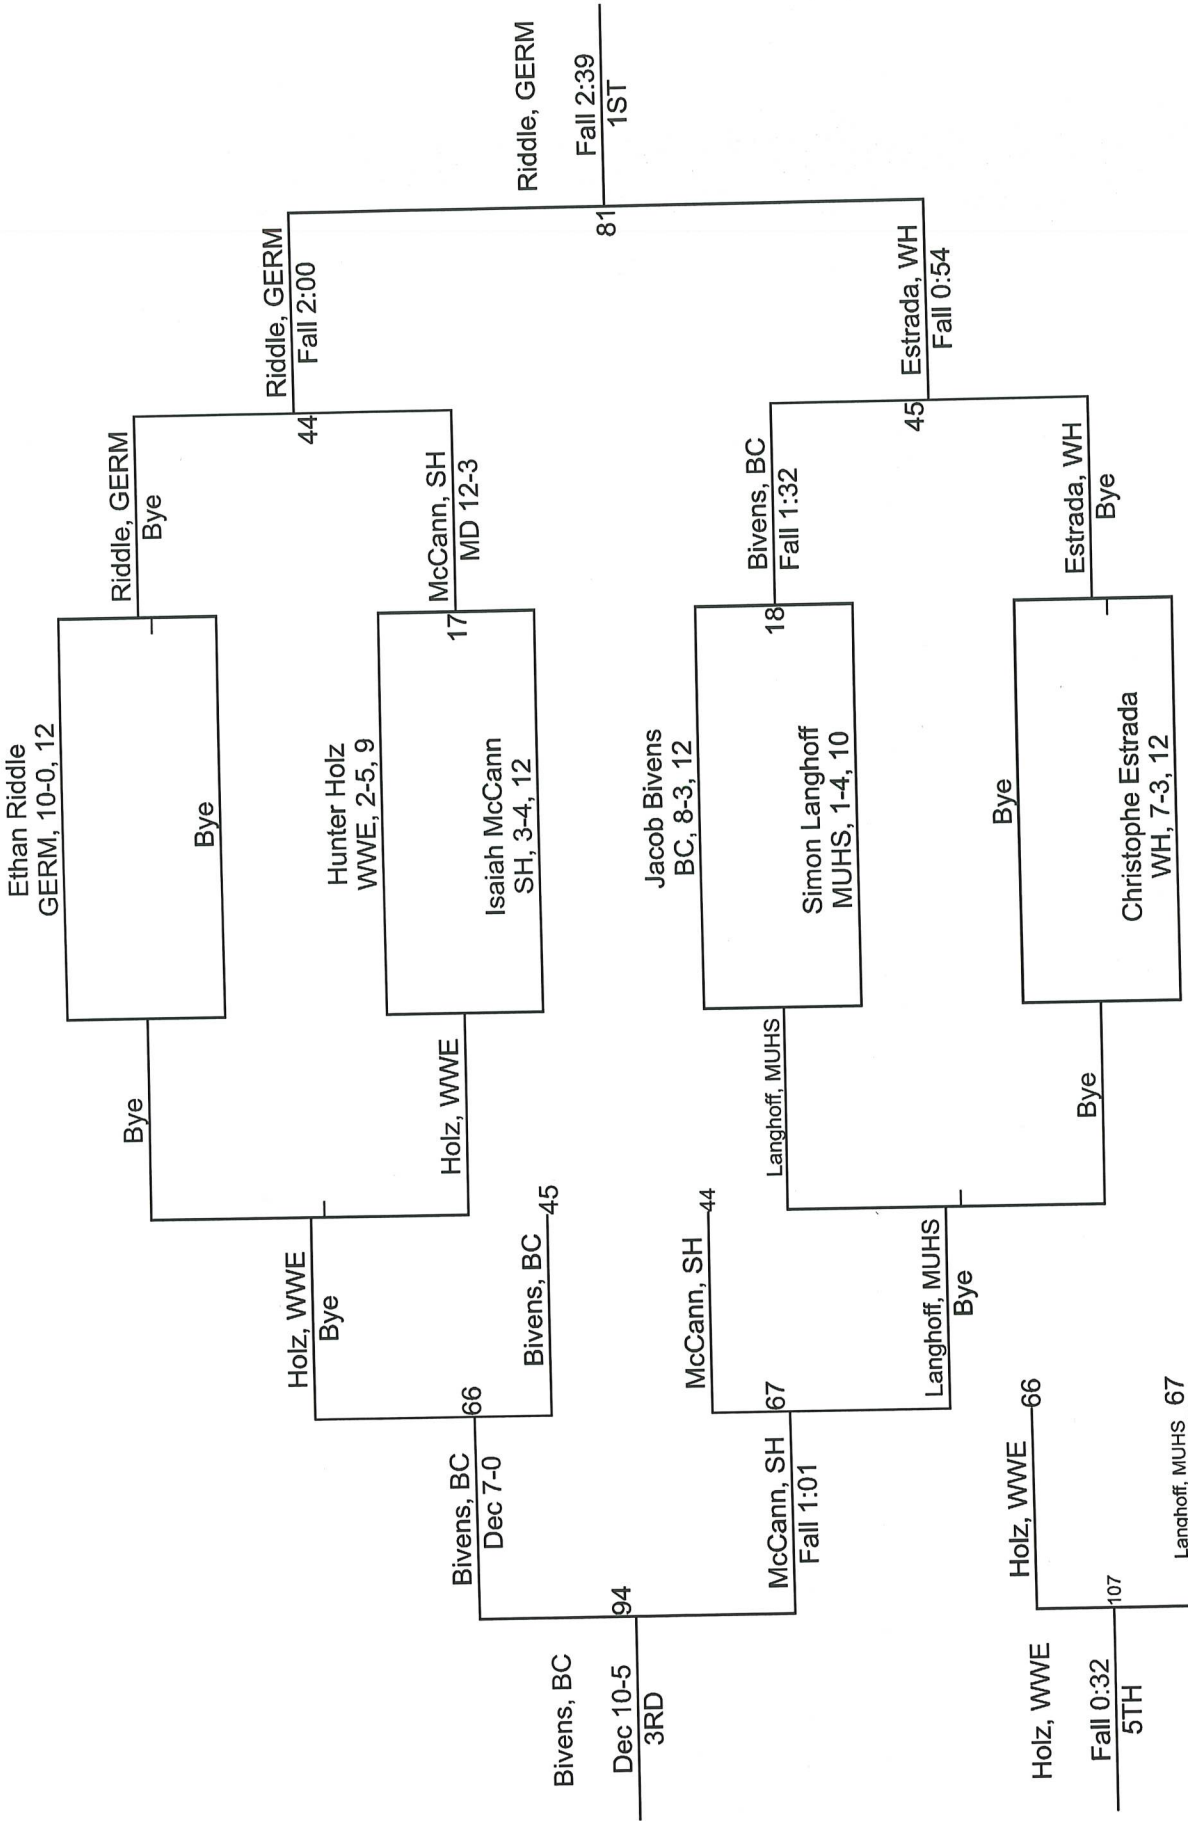 Ethan Riddle
GERM, 10-0, 12
Bye
Hunter Holz
WWE, 2-5, 9
Isaiah McCann
SH, 3-4, 12
17
Jacob Bivens
BC, 8-3, 12
Simon Langhoff
MUHS, 1-4, 10
18
Bye
Christophe Estrada
WH, 7-3, 12
Riddle, GERM
Bye
McCann, SH
MD 12-3
44
Bivens, BC
Fall 1:32
Estrada, WH
Bye
45
Riddle, GERM
Fall 2:00
Estrada, WH
Fall 0:54
81
Riddle, GERM
Fall 2:39
1ST
Bye
Holz, WWE
Langhoff, MUHS
Bye
Holz, WWE
Bye
Bivens, BC
45
66
McCann, SH
44
Langhoff, MUHS
Bye
67
Bivens, BC
Dec 7-0
McCann, SH
Fall 1:01
94
Bivens, BC
Dec 10-5
3RD
Holz, WWE
66
Langhoff, MUHS
67
107
Holz, WWE
Fall 0:32
5TH